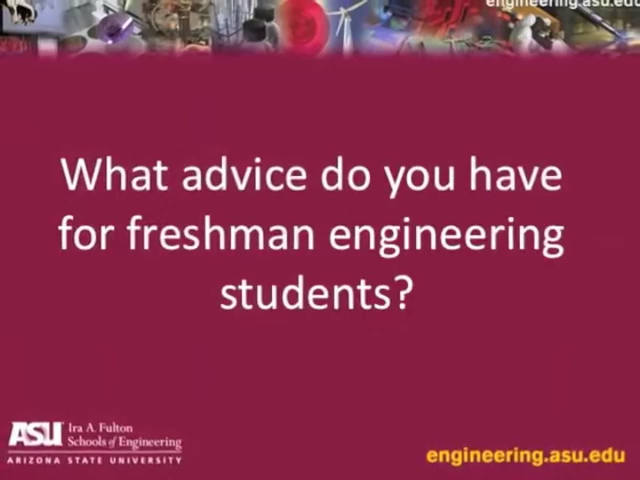 engineering.asu.edu
What advice do you have
for freshman engineering
students?
ASU Ira A. Fulton
Schools of Engineering
ARIZONA STATE UNIVERSITY
engineering.asu.edu